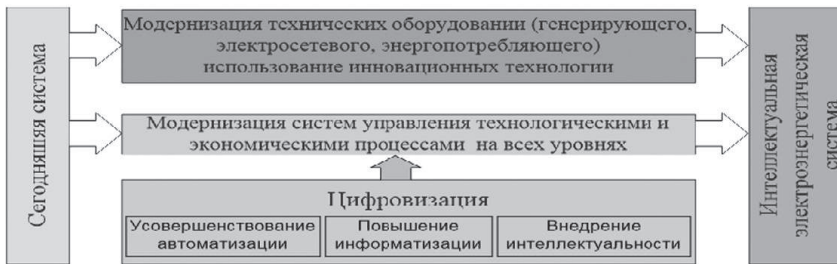 Сегодняшняя система
Модернизация технических оборудовании (генерирующего,
электросетевого, энергопотребляющего)
использование инновационных технологии
Модернизация систем управления технологическими и
экономическими процессами на всех уровнях
Цифровизация
Усовершенствование
автоматизации
Повышение
информатизации
Внедрение
интеллектуальности
Интеллектуальная
электроэнергетическая
система